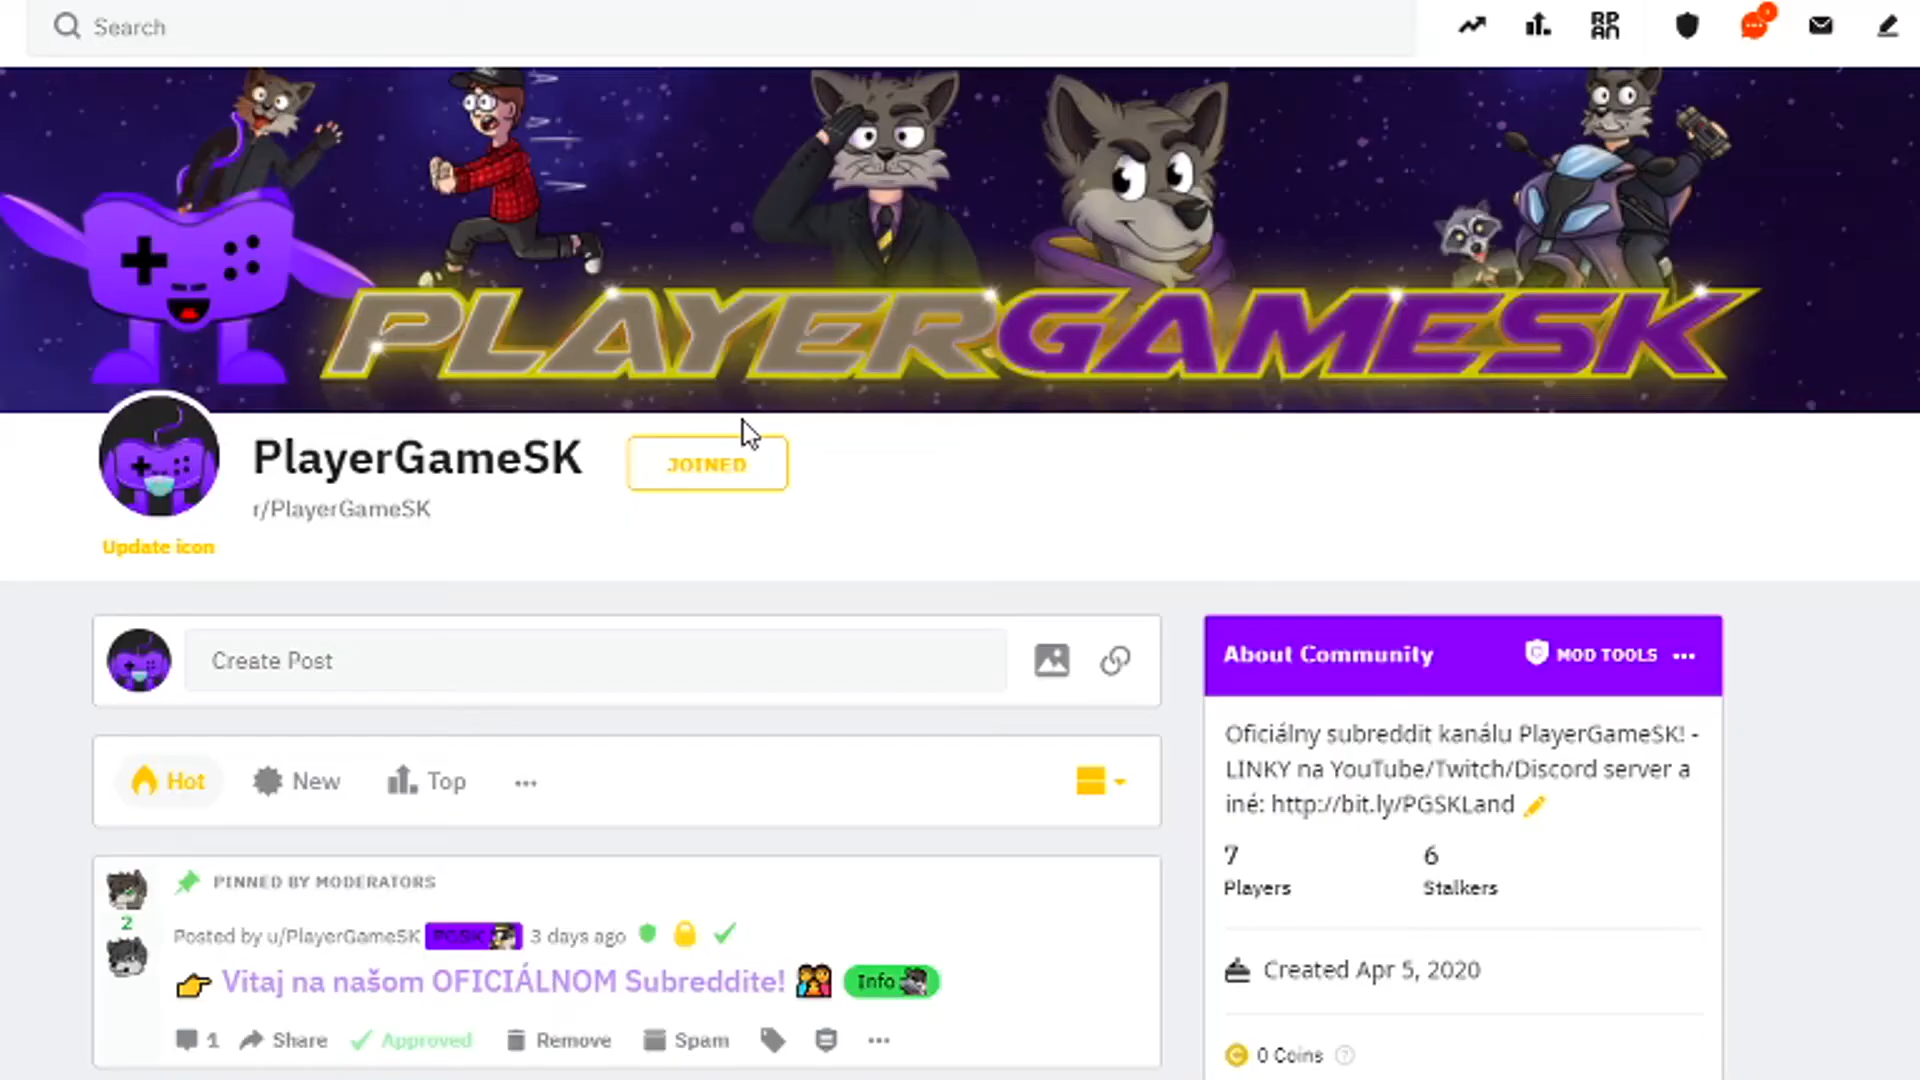 Search
PLAYERGAMESK
PlayerGameSK
JOINED
r/PlayerGameSK
Update icon
Create Post
About Community
MOD TOOLS
Hot
New
Top
Oficiálny subreddit kanálu PlayerGameSK! -
LINKY na YouTube/Twitch/Discord server a
iné: http://bit.ly/PGSKLand
7
6
Players
Stalkers
PINNED BY MODERATORS
2
Posted by u/PlayerGameSK PGSK 3 days ago
Vitaj na našom OFICIÁLNOM Subreddite!
Info
Created Apr 5, 2020
1
Share
Approved
Remove
Spam
0 Coins